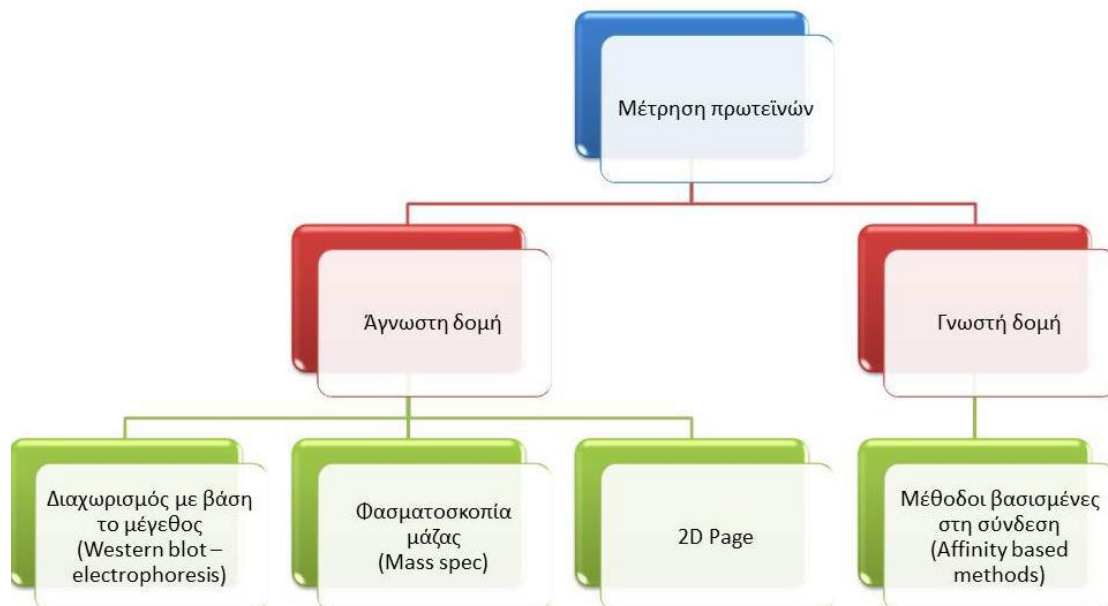 Μέτρηση πρωτεϊνών
Άγνωστη δομή
Γνωστή δομή
Διαχωρισμός με βάση
το μέγεθος
(Western blot –
electrophoresis)
Φασματοσκοπία
μάζας
(Mass spec)
2D Page
Μέθοδοι βασισμένες
στη σύνδεση
(Affinity based
methods)